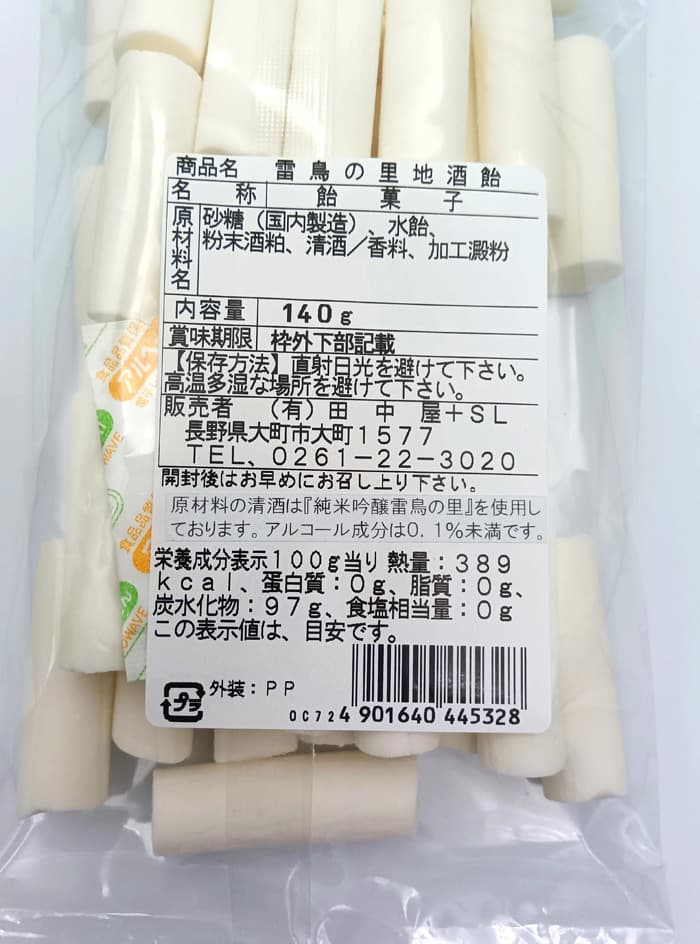 商品名 雷鳥の里地酒飴
名称 飴菓子
原材料名 砂糖(国内製造)、水飴、
粉末酒粕、清酒/香料、加工澱粉
内容量 140g
賞味期限 枠外下部記載
【保存方法】直射日光を避けて下さい。
高温多湿な場所を避けて下さい。
販売者 (有)田中屋+SL
長野県大町市大町1577
TEL、0261-22-3020
開封後はお早めにお召し上り下さい。
原材料の清酒は『純米吟醸雷鳥の里』を使用し
ております。アルコール成分は0.1%未満です。
栄養成分表示100g当り 熱量:389
kcal、蛋白質:0g、脂質:0g、
炭水化物:97g、食塩相当量:0g
この表示値は、目安です。
プラ 外装:PP
0C72 4 901640 445328